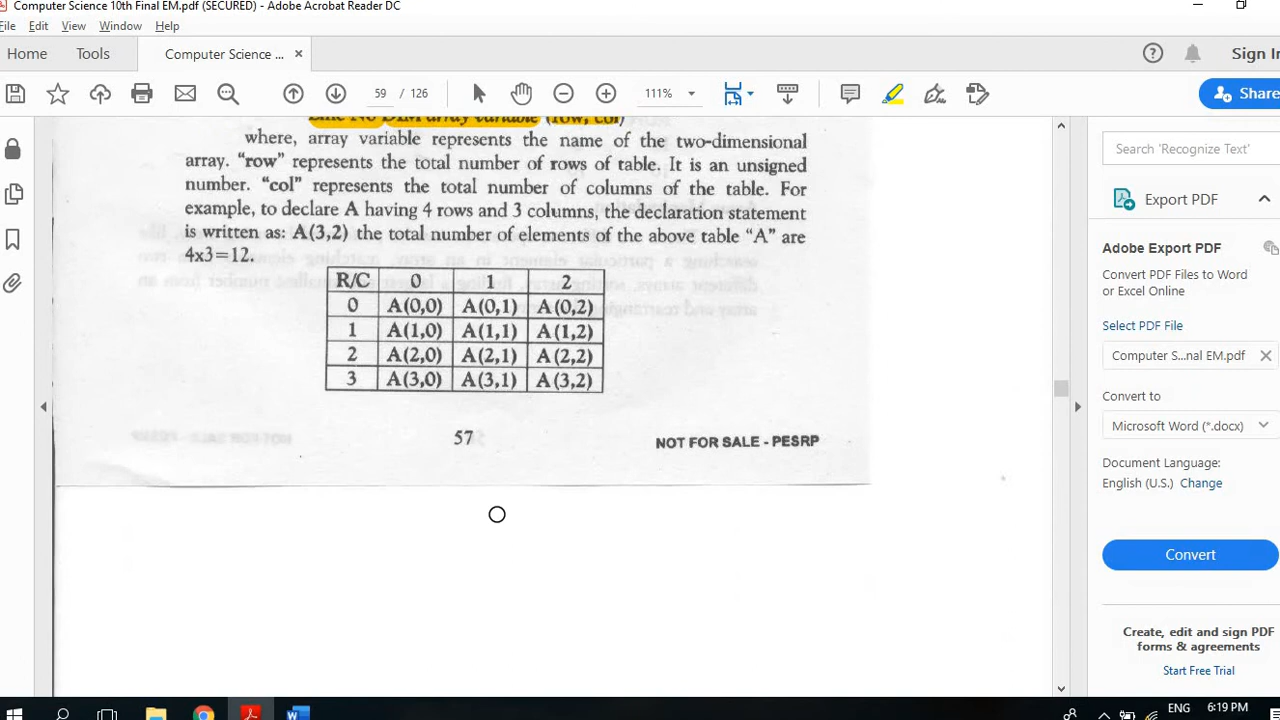 Computer Science 10th Final EM.pdf (SECURED) - Adobe Acrobat Reader DC
File Edit View Window Help
Home Tools Computer Science ... × Sign In
59 / 126 111% Share
Line No DIM array variable (row, col)
where, array variable represents the name of the two-dimensional
array. “row” represents the total number of rows of table. It is an unsigned
number. “col” represents the total number of columns of the table. For
example, to declare A having 4 rows and 3 columns, the declaration statement
is written as: A(3,2) the total number of elements of the above table “A” are
4x3=12.
R/C 0 1 2
0 A(0,0) A(0,1) A(0,2)
1 A(1,0) A(1,1) A(1,2)
2 A(2,0) A(2,1) A(2,2)
3 A(3,0) A(3,1) A(3,2)
57 NOT FOR SALE - PESRP
Search 'Recognize Text'
Export PDF
Adobe Export PDF
Convert PDF Files to Word
or Excel Online
Select PDF File
Computer S...nal EM.pdf
Convert to
Microsoft Word (*.docx)
Document Language:
English (U.S.) Change
Convert
Create, edit and sign PDF
forms & agreements
Start Free Trial
ENG 6:19 PM